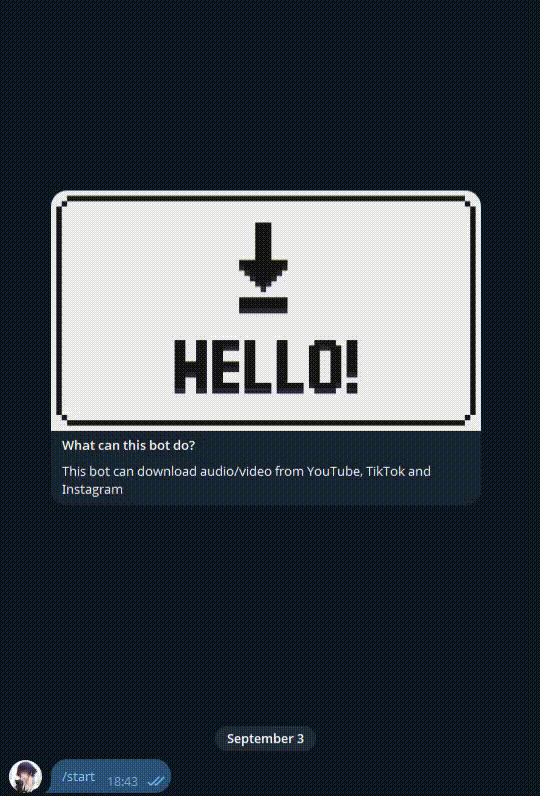 HELLO!
What can this bot do?
This bot can download audio/video from YouTube, TikTok and
Instagram
September 3
/start 18:43